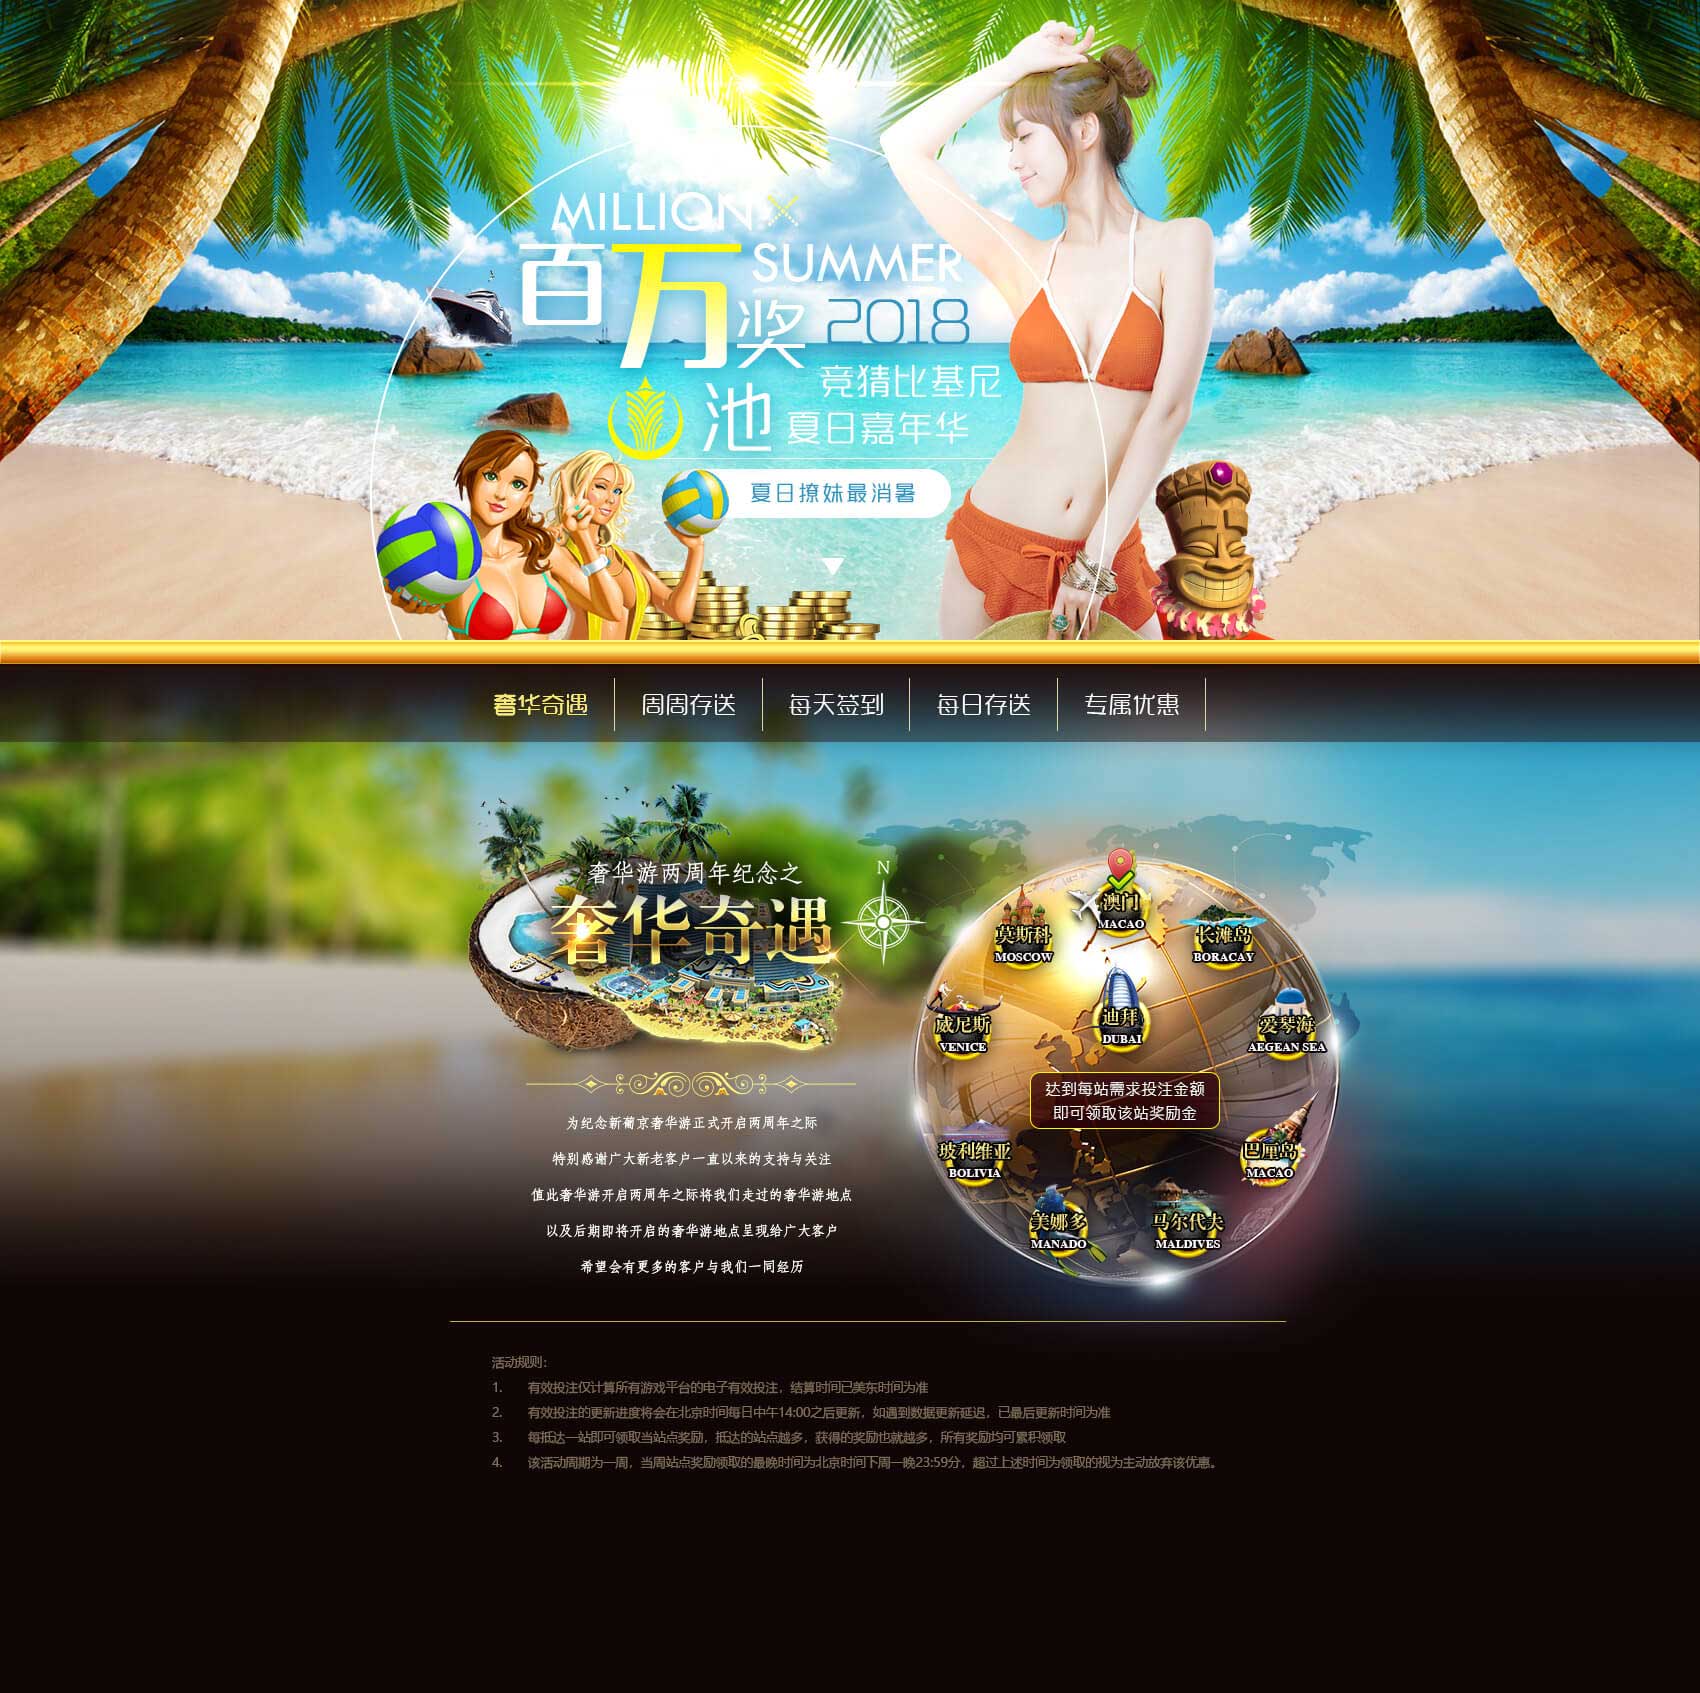 MILLION
百万奖池
SUMMER
2018
竞猜比基尼
夏日嘉年华
夏日撩妹最消暑
奢华奇遇
周周存送
每天签到
每日存送
专属优惠
奢华游两周年纪念之
奢华奇遇
N
为纪念新葡京奢华游正式开启两周年之际
特别感谢广大新老客户一直以来的支持与关注
值此奢华游开启两周年之际将我们走过的奢华游地点
以及后期即将开启的奢华游地点呈现给广大客户
希望会有更多的客户与我们一同经历
澳门
MACAO
莫斯科
MOSCOW
长滩岛
BORACAY
威尼斯
VENICE
迪拜
DUBAI
爱琴海
AEGEAN SEA
达到每站需求投注金额
即可领取该站奖励金
玻利维亚
BOLIVIA
巴厘岛
MACAO
美娜多
MANADO
马尔代夫
MALDIVES
活动规则：
1. 有效投注仅计算所有游戏平台的电子有效投注，结算时间已美东时间为准
2. 有效投注的更新进度将会在北京时间每日中午14:00之后更新，如遇到数据更新延迟，已最后更新时间为准
3. 每抵达一站即可领取当站点奖励，抵达的站点越多，获得的奖励也就越多，所有奖励均可累积领取
4. 该活动周期为一周，当周站点奖励领取的最晚时间为北京时间下周一晚23:59分，超过上述时间为领取的视为主动放弃该优惠。